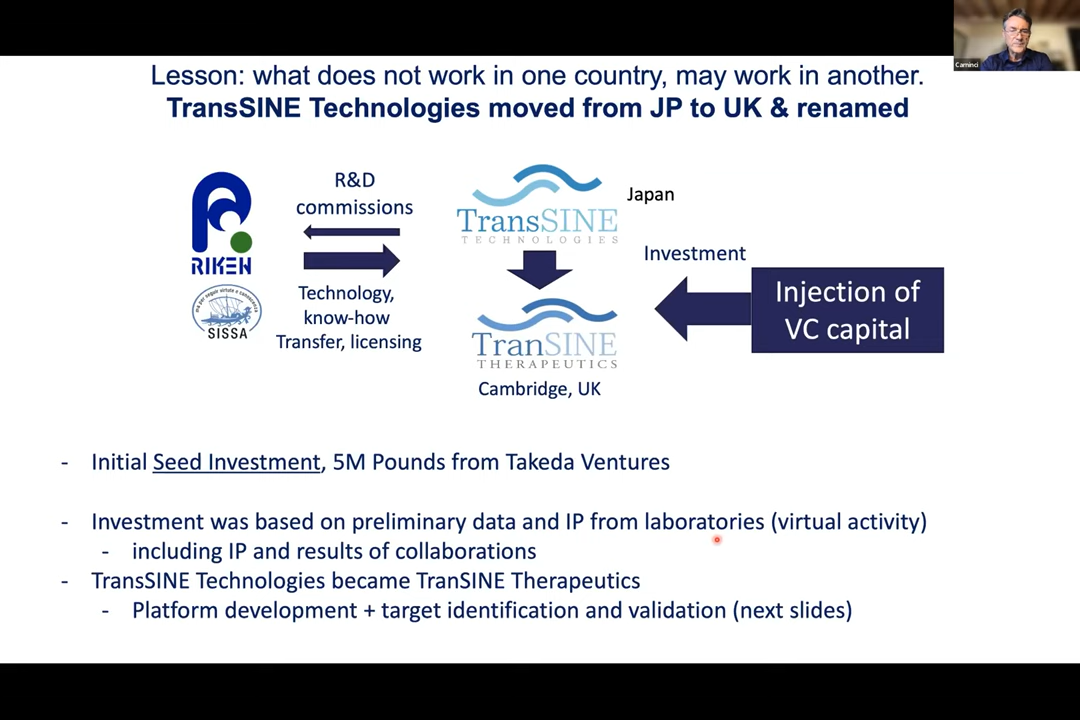 Caminci
Lesson: what does not work in one country, may work in another.
TransSINE Technologies moved from JP to UK & renamed
RIKEN
SISSA
R&D
commissions
Technology,
know-how
Transfer, licensing
TransSINE
TECHNOLOGIES
Japan
TranSINE
THERAPEUTICS
Cambridge, UK
Investment
Injection of
VC capital
- Initial Seed Investment, 5M Pounds from Takeda Ventures
- Investment was based on preliminary data and IP from laboratories (virtual activity)
- including IP and results of collaborations
- TransSINE Technologies became TranSINE Therapeutics
- Platform development + target identification and validation (next slides)